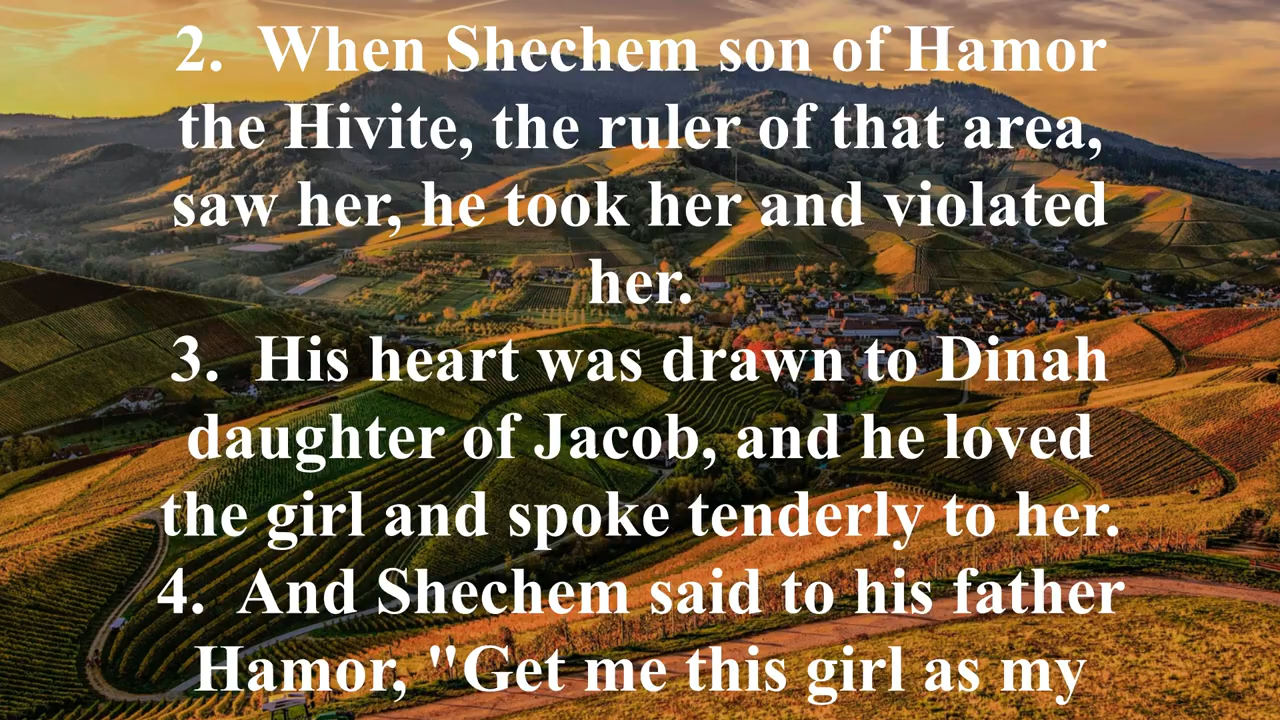 2.  When Shechem son of Hamor
the Hivite, the ruler of that area,
saw her, he took her and violated
her.
3.  His heart was drawn to Dinah
daughter of Jacob, and he loved
the girl and spoke tenderly to her.
4.  And Shechem said to his father
Hamor, "Get me this girl as my